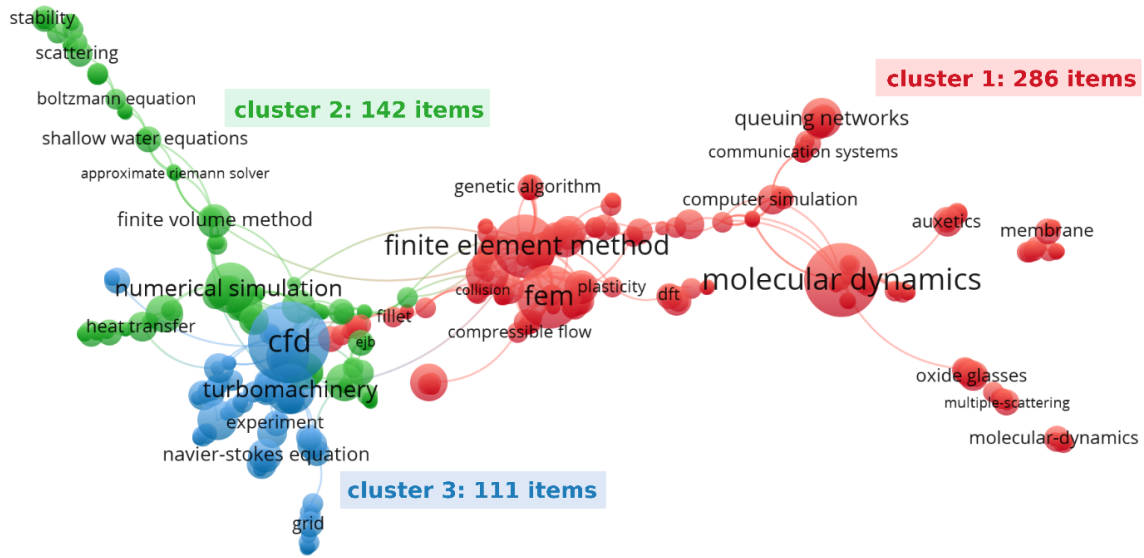 stability
scattering
cluster 1: 286 items
boltzmann equation
cluster 2: 142 items
queuing networks
shallow water equations
communication systems
approximate riemann solver
genetic algorithm
computer simulation
finite volume method
auxetics
membrane
finite element method
numerical simulation
molecular dynamics
collision
fem
plasticity
dft
heat transfer
fillet
compressible flow
cfd
ejb
oxide glasses
turbomachinery
multiple-scattering
experiment
molecular-dynamics
navier-stokes equation
cluster 3: 111 items
grid